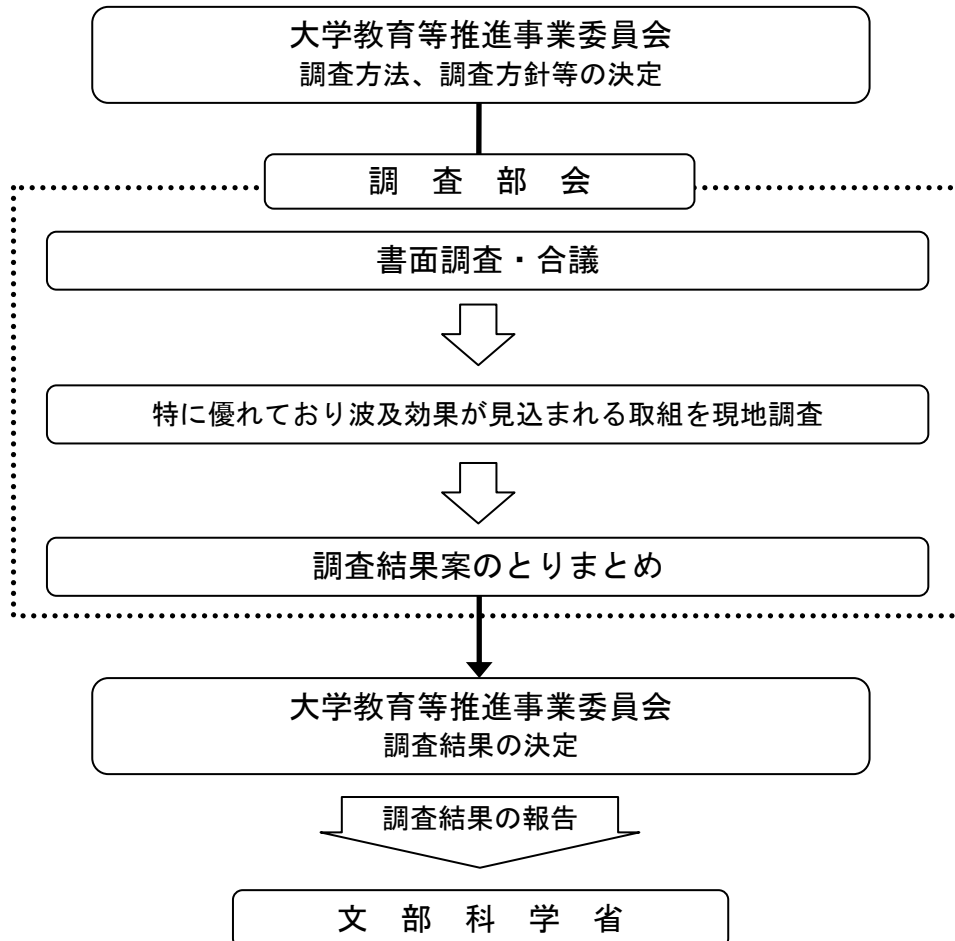 大学教育等推進事業委員会
調査方法、調査方針等の決定
調　査　部　会
書面調査・合議
特に優れており波及効果が見込まれる取組を現地調査
調査結果案のとりまとめ
大学教育等推進事業委員会
調査結果の決定
調査結果の報告
文　部　科　学　省